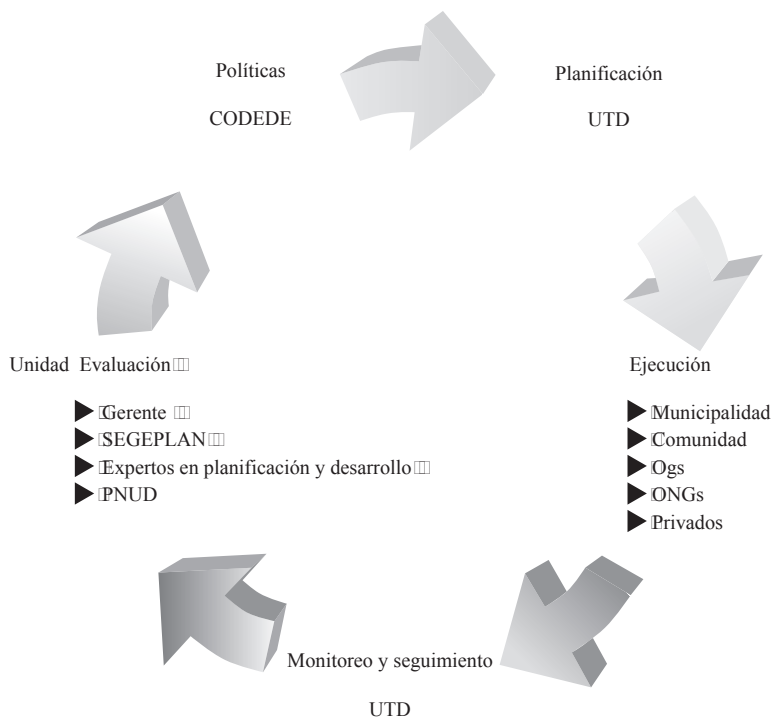 Políticas
CODEDE
Planificación
UTD
Ejecución
Municipalidad
Comunidad
Ogs
ONGs
Privados
Monitoreo y seguimiento
UTD
Unidad Evaluación
Gerente
SEGEPLAN
Expertos en planificación y desarrollo
PNUD